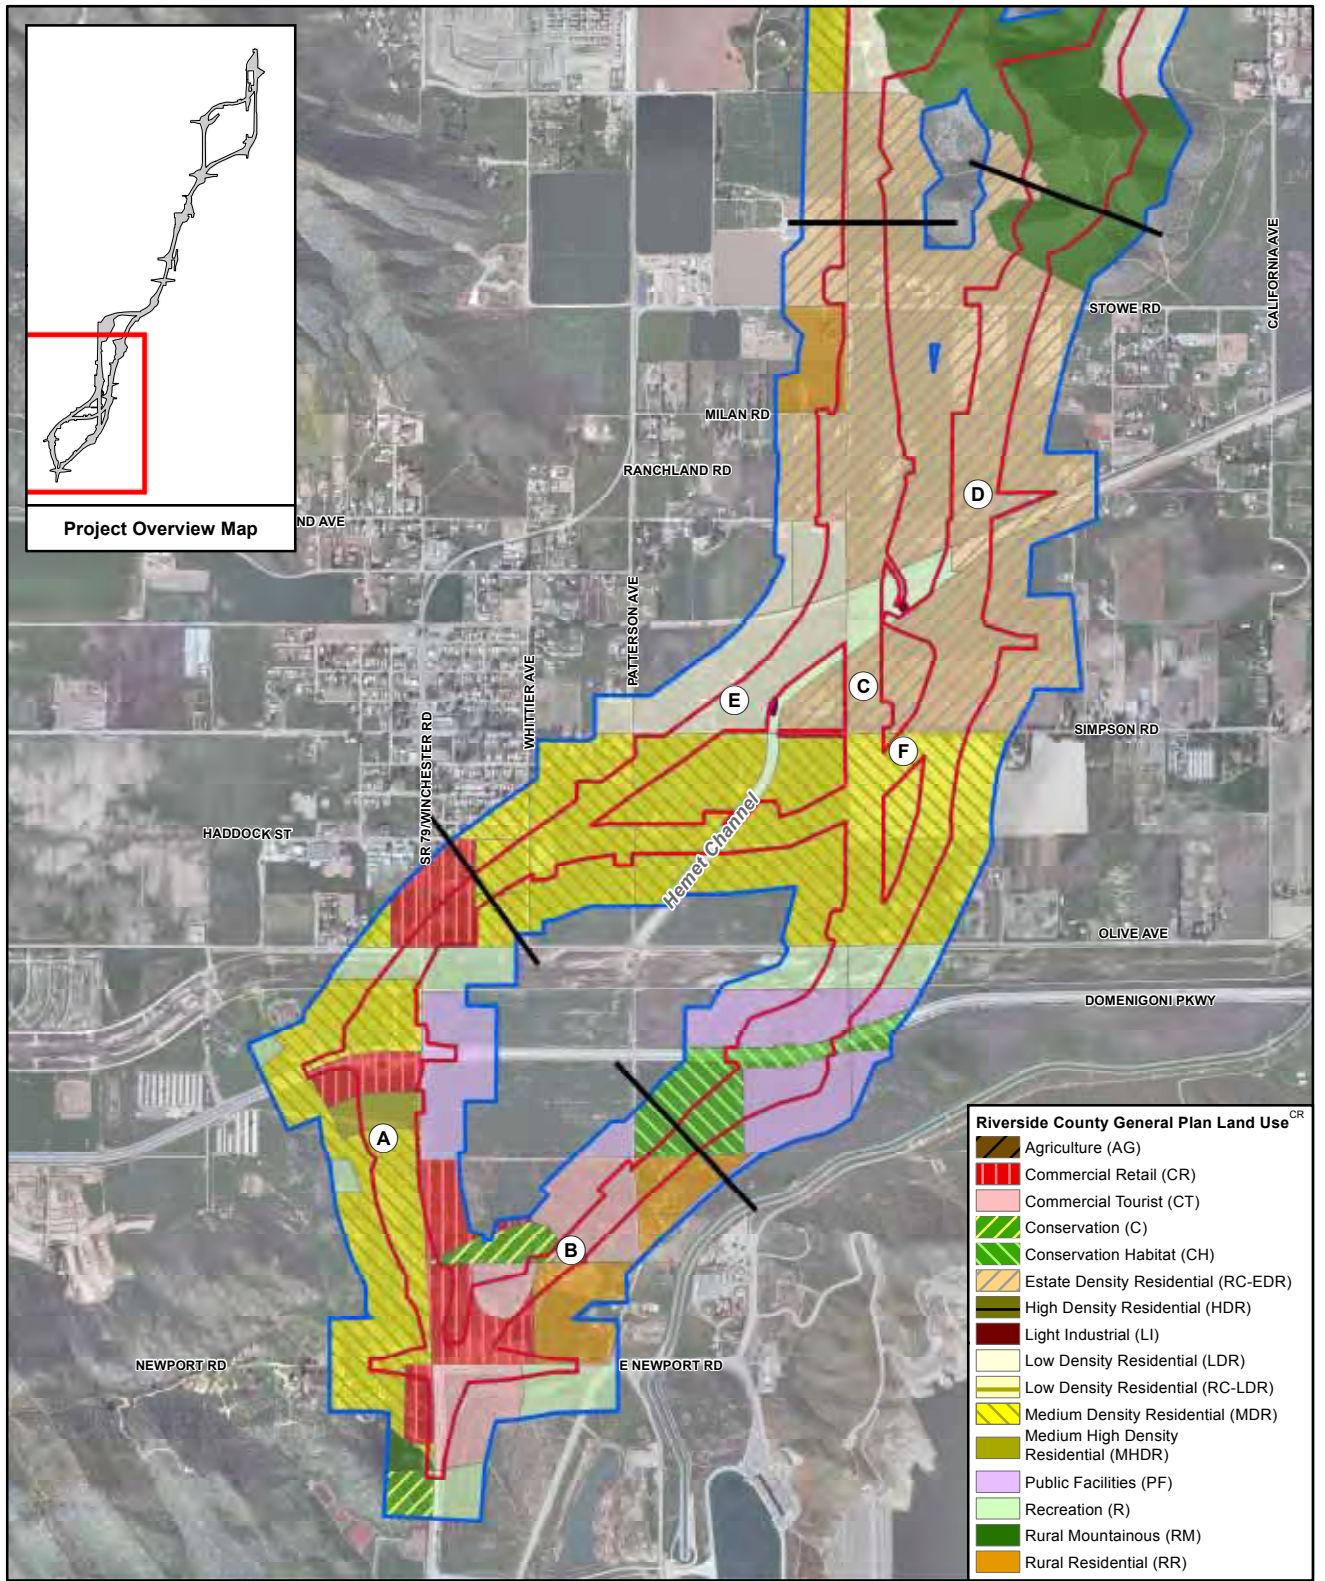 Project Overview Map
ND AVE
CALIFORNIA AVE
STOWE RD
MILAN RD
RANCHLAND RD
D
PATTERSON AVE
WHITTIER AVE
SR 79/WINCHESTER RD
E
C
SIMPSON RD
F
HADDOCK ST
Hemet Channel
OLIVE AVE
DOMENIGONI PKWY
A
B
NEWPORT RD
E NEWPORT RD
Riverside County General Plan Land Use CR
Agriculture (AG)
Commercial Retail (CR)
Commercial Tourist (CT)
Conservation (C)
Conservation Habitat (CH)
Estate Density Residential (RC-EDR)
High Density Residential (HDR)
Light Industrial (LI)
Low Density Residential (LDR)
Low Density Residential (RC-LDR)
Medium Density Residential (MDR)
Medium High Density
Residential (MHDR)
Public Facilities (PF)
Recreation (R)
Rural Mountainous (RM)
Rural Residential (RR)